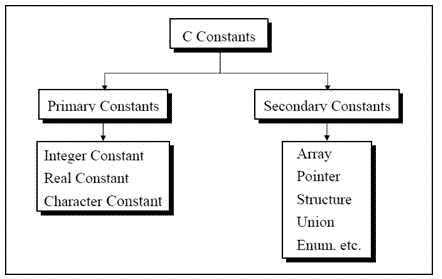 C Constants
Primary Constants
Secondary Constants
Integer Constant
Real Constant
Character Constant
Array
Pointer
Structure
Union
Enum. etc.